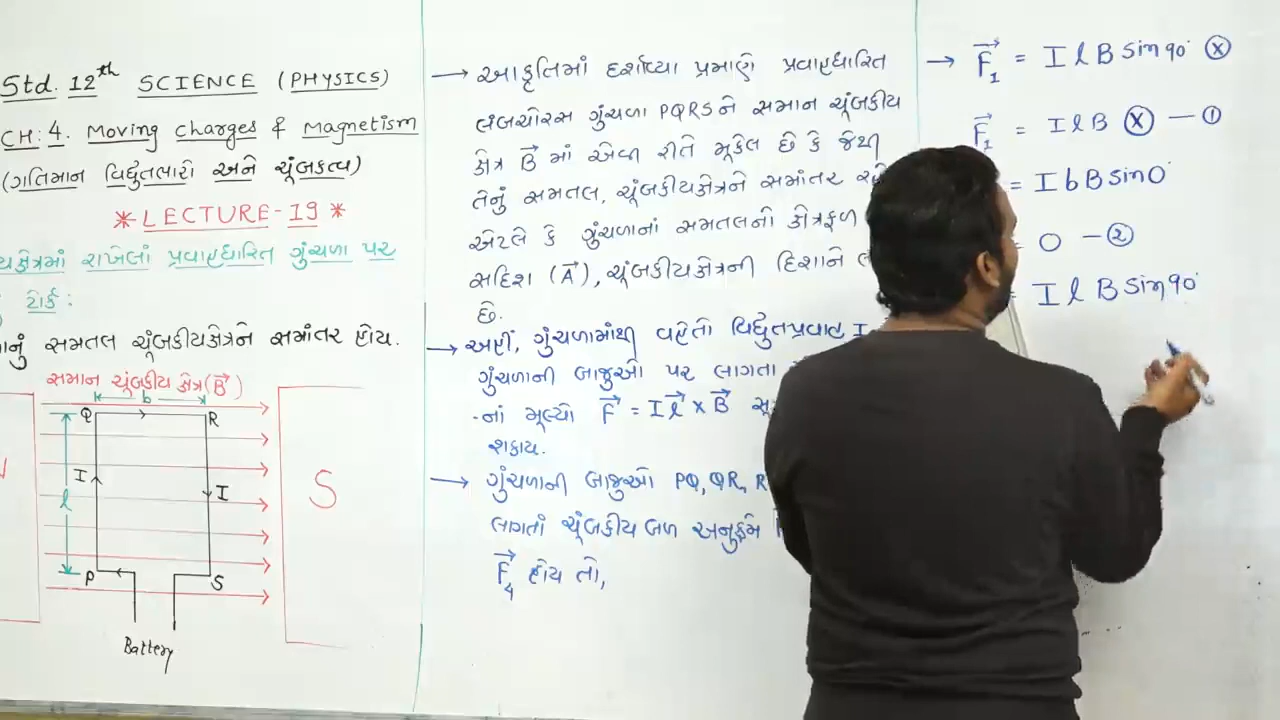 Std. 12th SCIENCE (PHYSICS)
CH: 4. Moving Charges & Magnetism
(ગતિમાન વિદ્યુતભારો અને ચૂંબકત્વ)
* LECTURE-19 *
યક્ષેત્રમાં રાખેલાં પ્રવાહધારિત ગુંચળા પર
ટોર્ક :
નું સમતલ ચૂંબકીયક્ષેત્રને સમાંતર હોય.
સમાન ચૂંબકીય ક્ષેત્ર(B⃗)
b
Q
R
I
I
l
S
P
S
Battery
→ આકૃતિમાં દર્શાવ્યા પ્રમાણે પ્રવાહધારિત
લંબચોરસ ગુંચળા PQRS ને સમાન ચૂંબકીય
ક્ષેત્ર B⃗ માં એવી રીતે મૂકેલ છે કે જેથી
તેનું સમતલ, ચૂંબકીયક્ષેત્રને સમાંતર
એટલે કે ગુંચળાનાં સમતલની ક્ષેત્રફળ
સદિશ (A⃗), ચૂંબકીયક્ષેત્રની દિશાને
છે.
→ અહીં, ગુંચળામાંથી વહેતો વિદ્યુતપ્રવાહ I
ગુંચળાની બાજુઓ પર લાગતા
-નાં મૂલ્યો F⃗ = I l⃗ x B⃗
શકાય.
→ ગુંચળાની બાજુઓ PQ, QR, R
લાગતાં ચૂંબકીય બળ અનુક્રમે
F⃗₄ હોય તો,
→ F⃗₁ = I l B sin 90° ⓧ
F⃗₁ = I l B ⓧ — ①
= I b B sin 0°
= 0 — ②
= I l B sin 90°